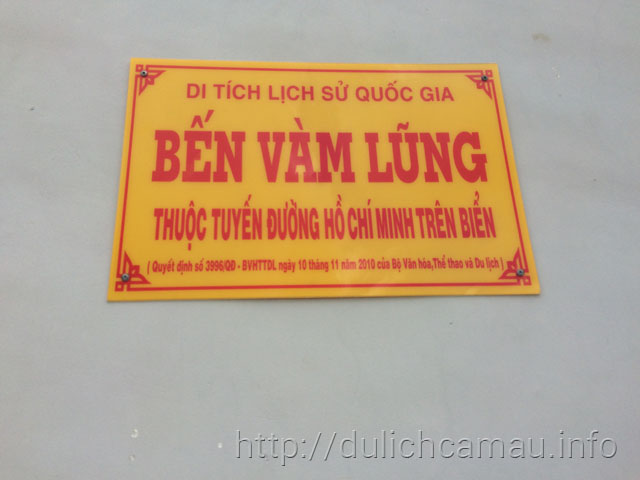 DI TÍCH LỊCH SỬ QUỐC GIA
BẾN VÀM LŨNG
THUỘC TUYẾN ĐƯỜNG HỒ CHÍ MINH TRÊN BIỂN
( Quyết định số 3996/QĐ - BVHTTDL ngày 10 tháng 11 năm 2010 của Bộ Văn hóa,Thể thao và Du lịch )
http://dulichcamau.info